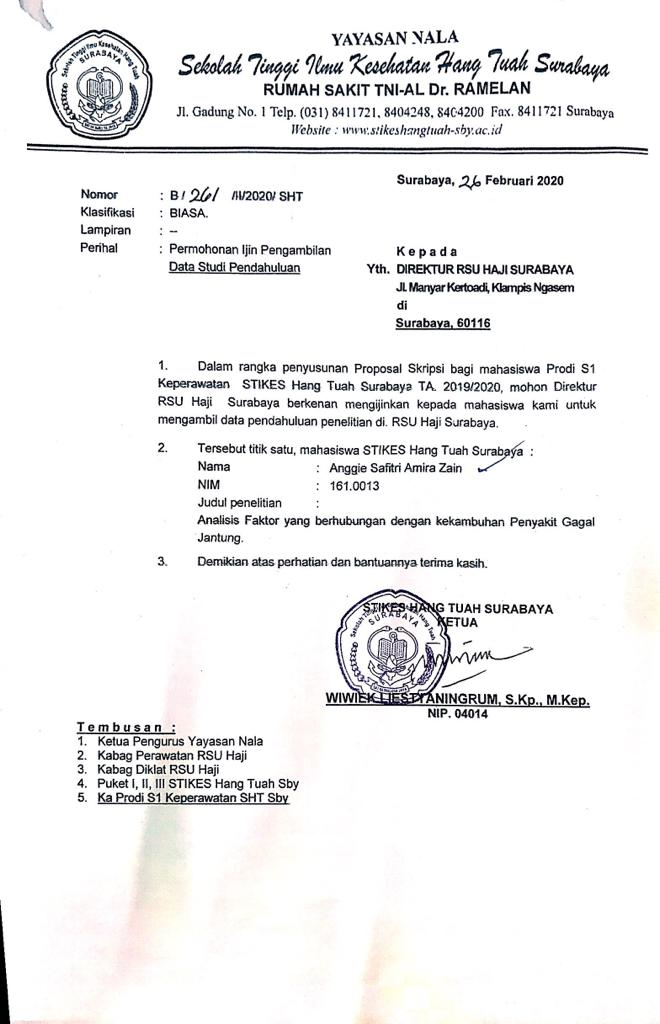 YAYASAN NALA
Sekolah Tinggi Ilmu Kesehatan Hang Tuah Surabaya
RUMAH SAKIT TNI-AL Dr. RAMELAN
Jl. Gadung No. 1 Telp. (031) 8411721, 8404248, 8404200 Fax. 8411721 Surabaya
Website : www.stikeshangtuah-sby.ac.id
Surabaya, 26 Februari 2020
Nomor : B / 261 /II/2020/ SHT
Klasifikasi : BIASA.
Lampiran : --
Perihal : Permohonan Ijin Pengambilan
Data Studi Pendahuluan
Kepada
Yth. DIREKTUR RSU HAJI SURABAYA
Jl. Manyar Kertoadi, Klampis Ngasem
di
Surabaya, 60116
1. Dalam rangka penyusunan Proposal Skripsi bagi mahasiswa Prodi S1
Keperawatan STIKES Hang Tuah Surabaya TA. 2019/2020, mohon Direktur
RSU Haji Surabaya berkenan mengijinkan kepada mahasiswa kami untuk
mengambil data pendahuluan penelitian di. RSU Haji Surabaya.
2. Tersebut titik satu, mahasiswa STIKES Hang Tuah Surabaya :
Nama : Anggie Safitri Amira Zain
NIM : 161.0013
Judul penelitian :
Analisis Faktor yang berhubungan dengan kekambuhan Penyakit Gagal
Jantung.
3. Demikian atas perhatian dan bantuannya terima kasih.
STIKES HANG TUAH SURABAYA
KETUA
WIWIEK LIESTYANINGRUM, S.Kp., M.Kep.
NIP. 04014
Tembusan :
1. Ketua Pengurus Yayasan Nala
2. Kabag Perawatan RSU Haji
3. Kabag Diklat RSU Haji
4. Puket I, II, III STIKES Hang Tuah Sby
5. Ka Prodi S1 Keperawatan SHT Sby